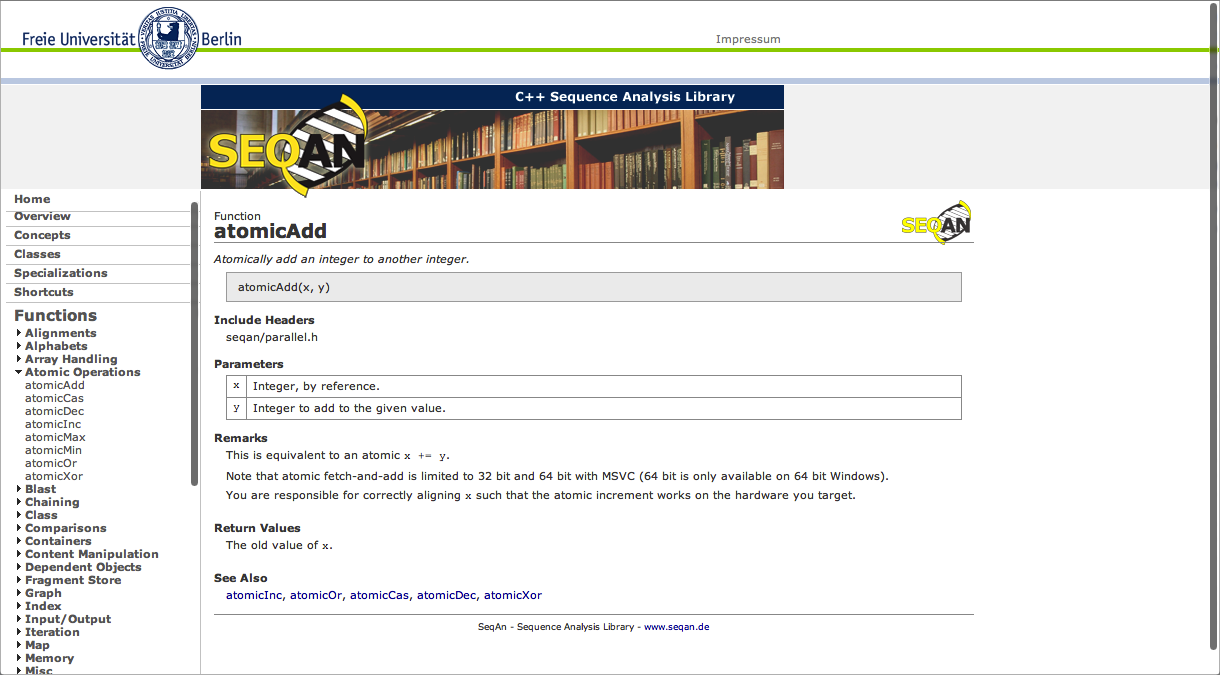 Freie Universität Berlin
Impressum
C++ Sequence Analysis Library
SEQAN
Home
Overview
Concepts
Classes
Specializations
Shortcuts
Functions
Alignments
Alphabets
Array Handling
Atomic Operations
atomicAdd
atomicCas
atomicDec
atomicInc
atomicMax
atomicMin
atomicOr
atomicXor
Blast
Chaining
Class
Comparisons
Containers
Content Manipulation
Dependent Objects
Fragment Store
Graph
Index
Input/Output
Iteration
Map
Memory
Misc
Function
atomicAdd
SEQAN
Atomically add an integer to another integer.
atomicAdd(x, y)
Include Headers
seqan/parallel.h
Parameters
x Integer, by reference.
y Integer to add to the given value.
Remarks
This is equivalent to an atomic x += y.
Note that atomic fetch-and-add is limited to 32 bit and 64 bit with MSVC (64 bit is only available on 64 bit Windows).
You are responsible for correctly aligning x such that the atomic increment works on the hardware you target.
Return Values
The old value of x.
See Also
atomicInc, atomicOr, atomicCas, atomicDec, atomicXor
SeqAn - Sequence Analysis Library - www.seqan.de